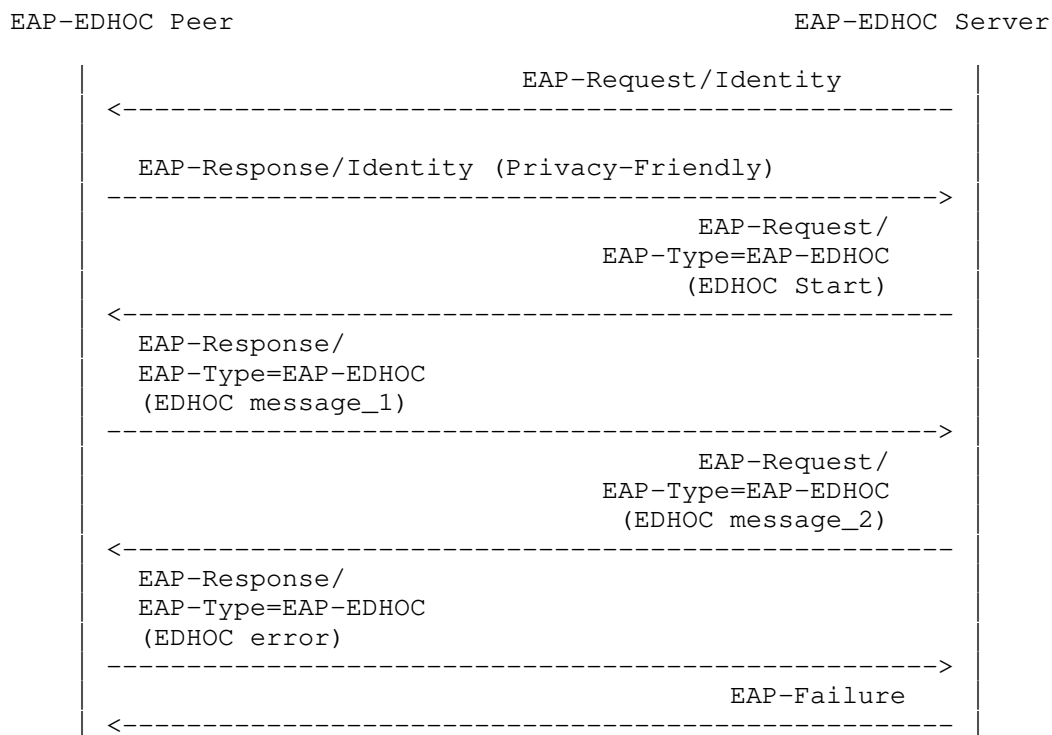 EAP-EDHOC Peer EAP-EDHOC Server
EAP-Request/Identity
EAP-Response/Identity (Privacy-Friendly)
EAP-Request/
EAP-Type=EAP-EDHOC
(EDHOC Start)
EAP-Response/
EAP-Type=EAP-EDHOC
(EDHOC message_1)
EAP-Request/
EAP-Type=EAP-EDHOC
(EDHOC message_2)
EAP-Response/
EAP-Type=EAP-EDHOC
(EDHOC error)
EAP-Failure